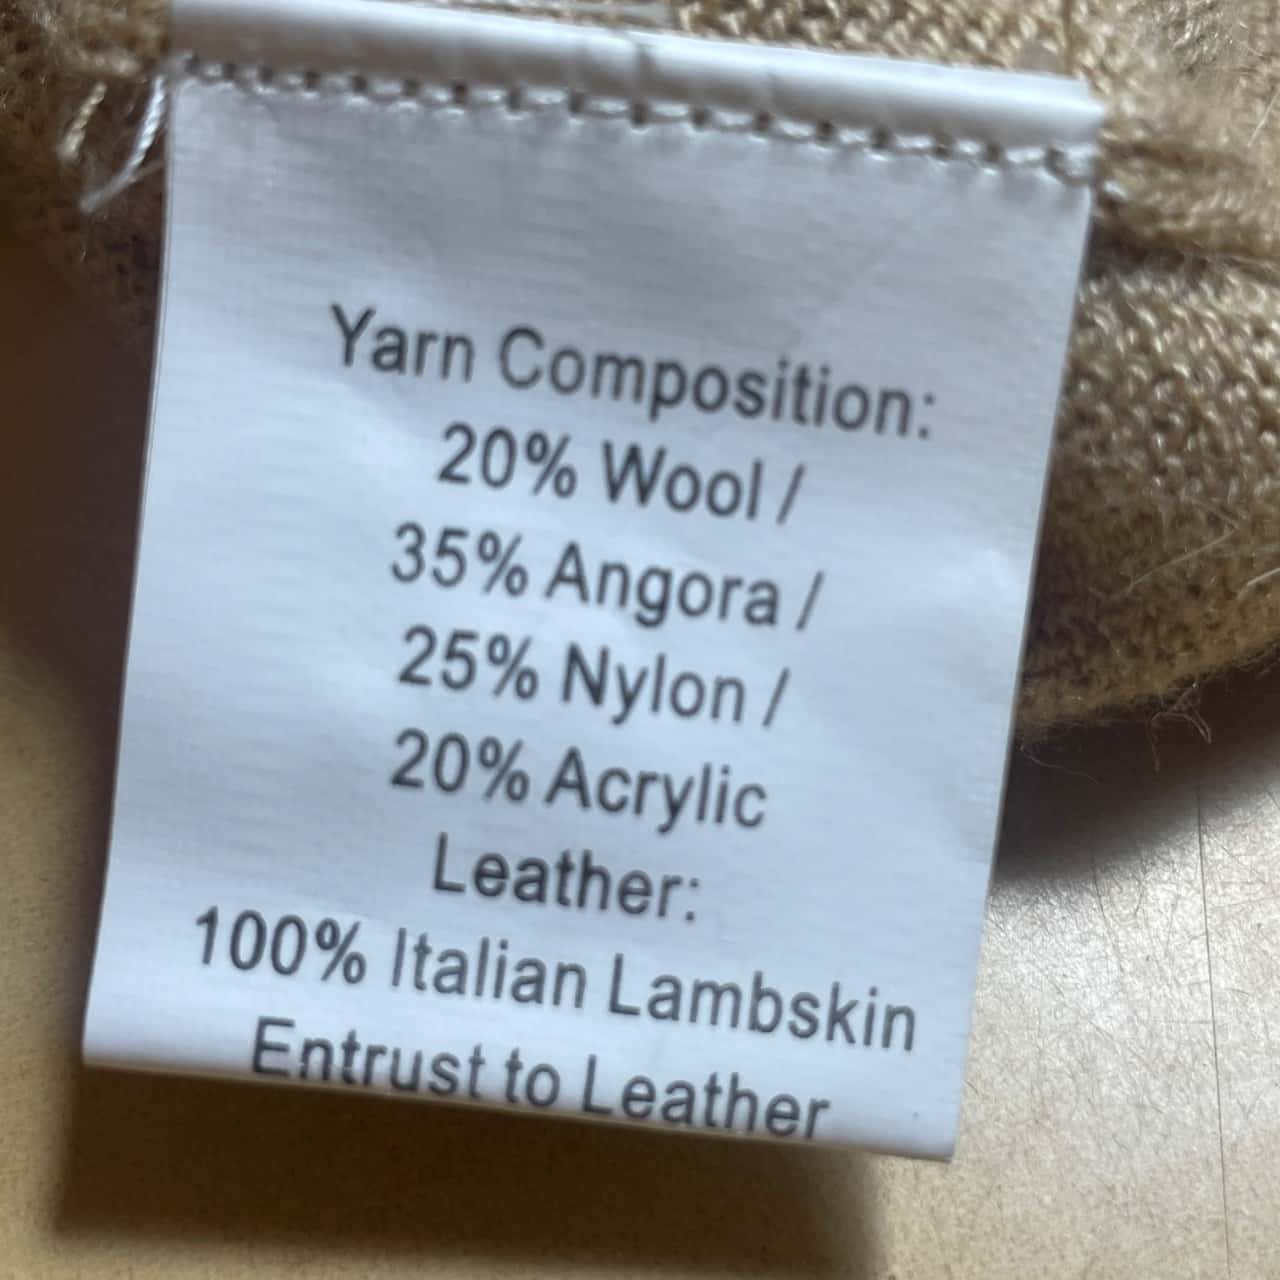 Yarn Composition:
20% Wool /
35% Angora /
25% Nylon /
20% Acrylic
Leather:
100% Italian Lambskin
Entrust to Leather